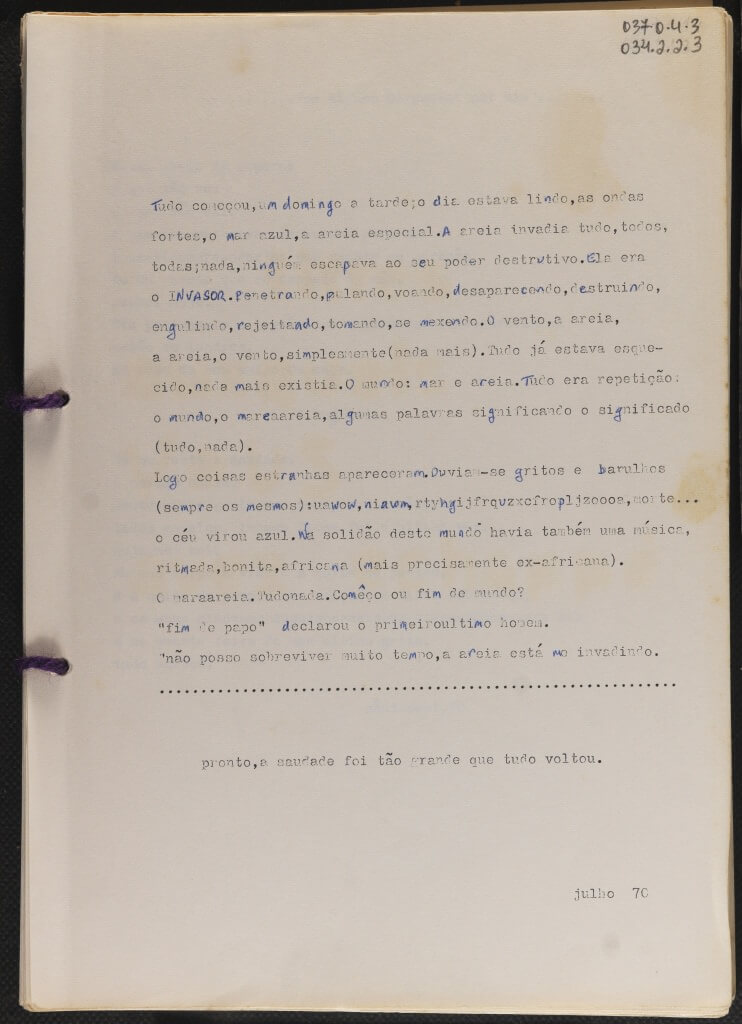 037.0.4.3
034.2.2.3
Tudo começou,um domingo a tarde;o dia estava lindo,as ondas
fortes,o mar azul,a areia especial.A areia invadia tudo,todos,
todas;nada,ninguém escapava ao seu poder destrutivo.Ela era
o INVASOR.Penetrando,pulando,voando,desaparecendo,destruindo,
engulindo,rejeitando,tomando,se mexendo.O vento,a areia,
a areia,o vento,simplesmente(nada mais).Tudo já estava esque-
cido,nada mais existia.O mundo: mar e areia.Tudo era repetição:
o mundo,o mareaareia,algumas palavras significando o significado
(tudo,nada).
Logo coisas estranhas apareceram.Ouviam-se gritos e barulhos
(sempre os mesmos):uawow,niawm,rtyhgijfrquzxcfropljzooos,morte...
o céu virou azul.Na solidão deste mundo havia também uma música,
ritmada,bonita,africana (mais precisamente ex-africana).
O maraareia.Tudonada.Comêço ou fim de mundo?
"fim de papo" declarou o primeiroultimo homem.
"não posso sobreviver muito tempo,a areia está me invadindo.
................................................................
pronto,a saudade foi tão grande que tudo voltou.
julho 70